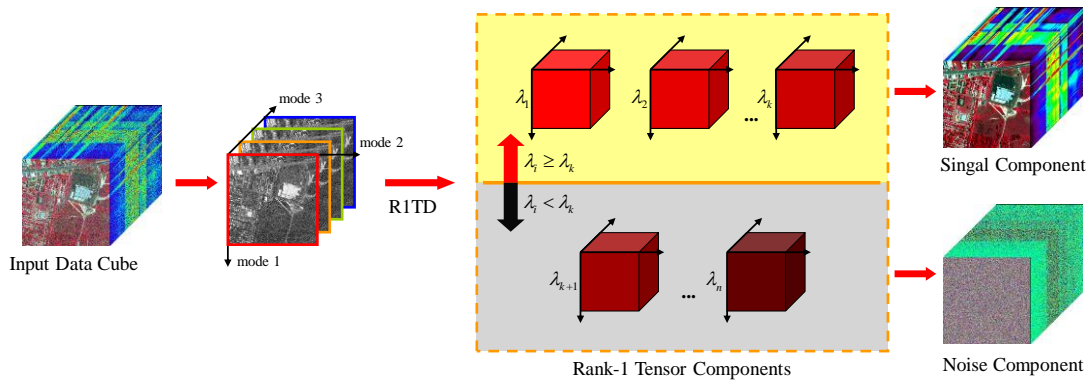 Input Data Cube
mode 3
mode 2
mode 1
R1TD
λ₁
λ₂
...
λₖ
λᵢ ≥ λₖ
λᵢ < λₖ
λₖ₊₁
...
λₙ
Rank-1 Tensor Components
Singal Component
Noise Component